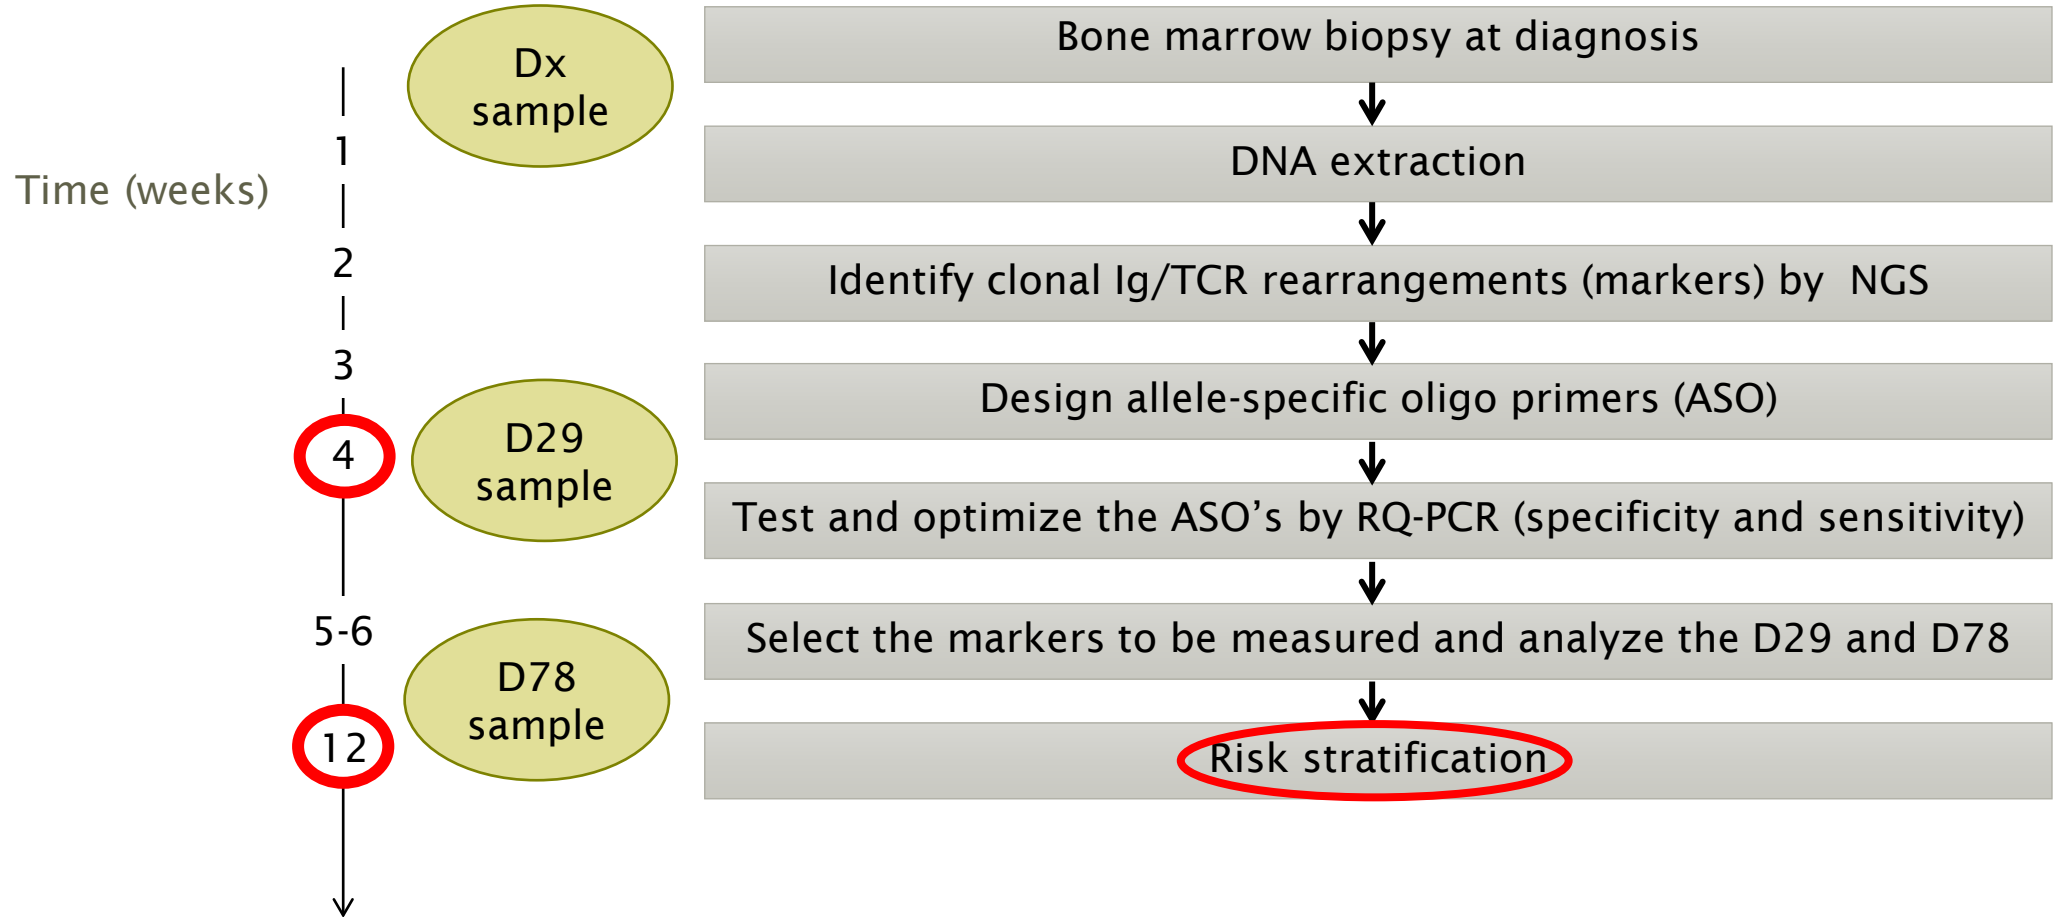 Time (weeks)
1
2
3
4
5-6
12
Dx
sample
D29
sample
D78
sample
Bone marrow biopsy at diagnosis
DNA extraction
Identify clonal Ig/TCR rearrangements (markers) by  NGS
Design allele-specific oligo primers (ASO)
Test and optimize the ASO’s by RQ-PCR (specificity and sensitivity)
Select the markers to be measured and analyze the D29 and D78
Risk stratification